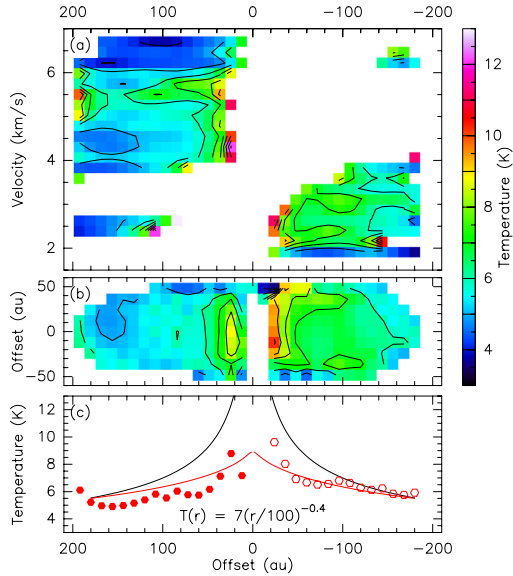 200 100 0 −100 −200
(a)
6
4
2
Velocity (km/s)
12
10
8
6
4
Temperature (K)
(b)
50
0
−50
Offset (au)
(c)
12
10
8
6
4
Temperature (K)
T(r) = 7(r/100)^−0.4
200 100 0 −100 −200
Offset (au)